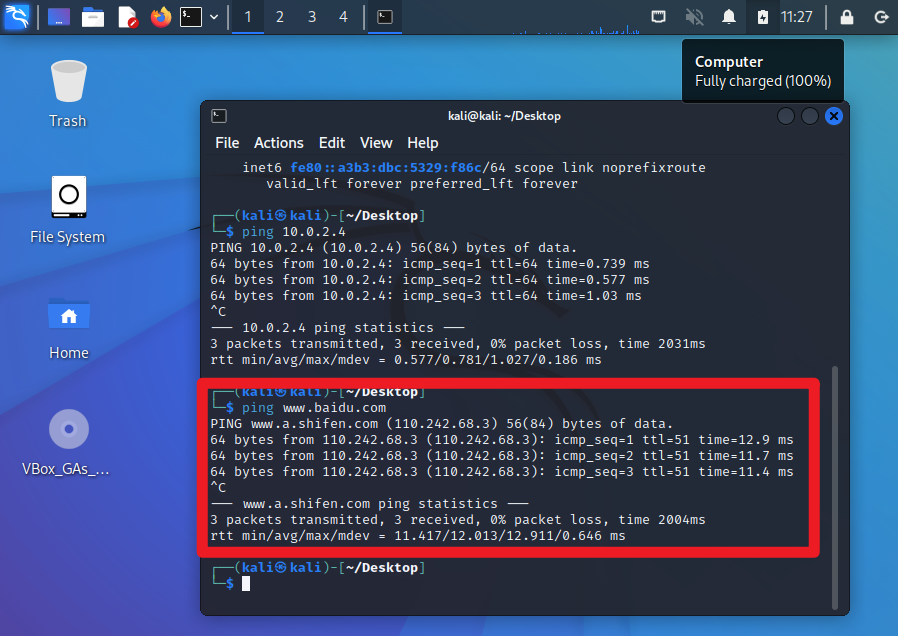 1 2 3 4 11:27
Computer
Fully charged (100%)
Trash
File System
Home
VBox_GAs_...
kali@kali: ~/Desktop
File Actions Edit View Help
inet6 fe80::a3b3:dbc:5329:f86c/64 scope link noprefixroute
valid_lft forever preferred_lft forever
┌──(kali㉿kali)-[~/Desktop]
└─$ ping 10.0.2.4
PING 10.0.2.4 (10.0.2.4) 56(84) bytes of data.
64 bytes from 10.0.2.4: icmp_seq=1 ttl=64 time=0.739 ms
64 bytes from 10.0.2.4: icmp_seq=2 ttl=64 time=0.577 ms
64 bytes from 10.0.2.4: icmp_seq=3 ttl=64 time=1.03 ms
^C
--- 10.0.2.4 ping statistics ---
3 packets transmitted, 3 received, 0% packet loss, time 2031ms
rtt min/avg/max/mdev = 0.577/0.781/1.027/0.186 ms
┌──(kali㉿kali)-[~/Desktop]
└─$ ping www.baidu.com
PING www.a.shifen.com (110.242.68.3) 56(84) bytes of data.
64 bytes from 110.242.68.3 (110.242.68.3): icmp_seq=1 ttl=51 time=12.9 ms
64 bytes from 110.242.68.3 (110.242.68.3): icmp_seq=2 ttl=51 time=11.7 ms
64 bytes from 110.242.68.3 (110.242.68.3): icmp_seq=3 ttl=51 time=11.4 ms
^C
--- www.a.shifen.com ping statistics ---
3 packets transmitted, 3 received, 0% packet loss, time 2004ms
rtt min/avg/max/mdev = 11.417/12.013/12.911/0.646 ms
┌──(kali㉿kali)-[~/Desktop]
└─$